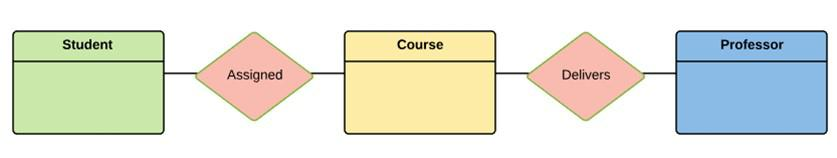 Student
Assigned
Course
Delivers
Professor